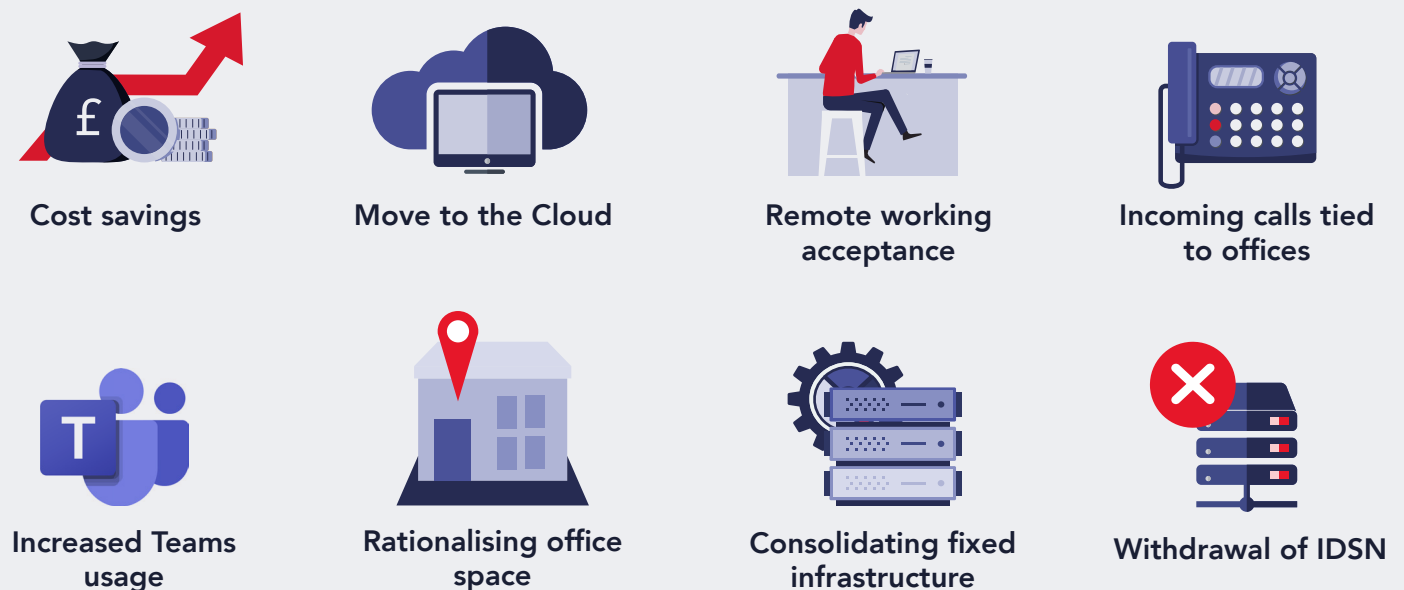 £
Cost savings
Move to the Cloud
Remote working
acceptance
Incoming calls tied
to offices
T
Increased Teams
usage
Rationalising office
space
Consolidating fixed
infrastructure
Withdrawal of IDSN